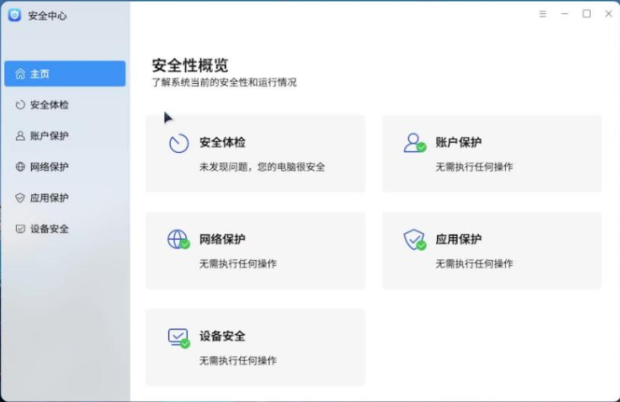 安全中心
主页
安全体检
账户保护
网络保护
应用保护
设备安全
安全性概览
了解系统当前的安全性和运行情况
安全体检
未发现问题，您的电脑很安全
账户保护
无需执行任何操作
网络保护
无需执行任何操作
应用保护
无需执行任何操作
设备安全
无需执行任何操作